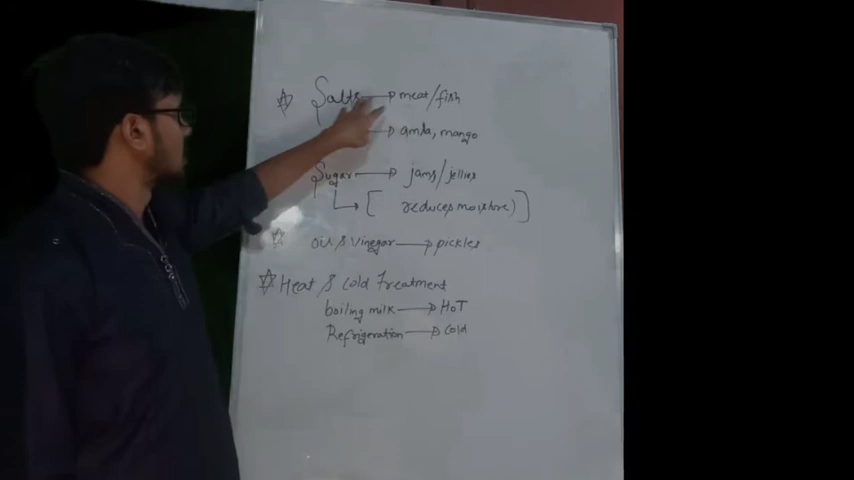 Salts → meat/fish
→ amla, mango
Sugar → jams/jellies
→ [ reduces moisture) ]
Oil & vinegar → pickles
Heat & Cold Treatment
boiling milk → HoT
Refrigeration → Cold